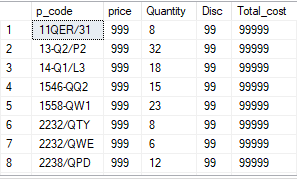 p_code price Quantity Disc Total_cost
1 11QER/31 999 8 99 99999
2 13-Q2/P2 999 32 99 99999
3 14-Q1/L3 999 18 99 99999
4 1546-QQ2 999 15 99 99999
5 1558-QW1 999 23 99 99999
6 2232/QTY 999 8 99 99999
7 2232/QWE 999 6 99 99999
8 2238/QPD 999 12 99 99999